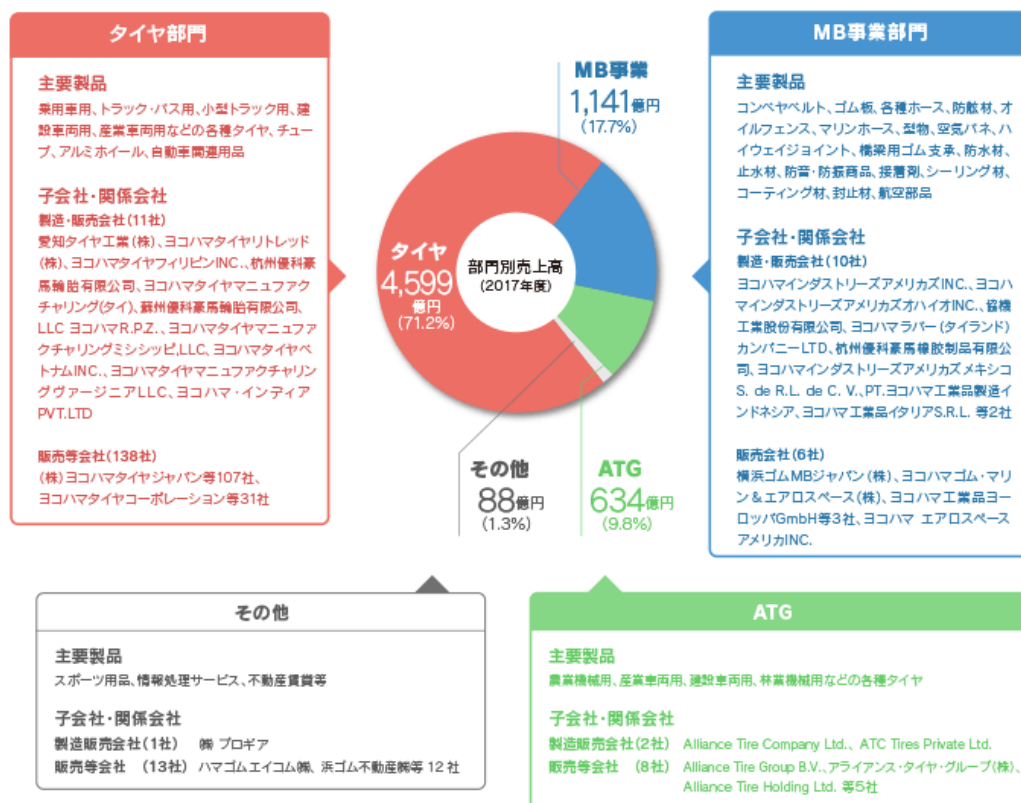 タイヤ部門
主要製品
乗用車用、トラック・バス用、小型トラック用、建
設車両用、産業車両用などの各種タイヤ、チュー
ブ、アルミホイール、自動車関連用品
子会社・関係会社
製造・販売会社(11社)
愛知タイヤ工業(株)、ヨコハマタイヤリトレッド
(株)、ヨコハマタイヤフィリピンINC.、杭州優科豪
馬輪胎有限公司、ヨコハマタイヤマニュファク
チャリング(タイ)、蘇州優科豪馬輪胎有限公司、
LLC ヨコハマR.P.Z.、ヨコハマタイヤマニュファ
クチャリングミシシッピ,LLC、ヨコハマタイヤベ
トナムINC.、ヨコハマタイヤマニュファクチャリン
グヴァージニアLLC、ヨコハマ・インディア
PVT.LTD
販売等会社(138社)
(株)ヨコハマタイヤジャパン等107社、
ヨコハマタイヤコーポレーション等31社
MB事業
1,141億円
(17.7%)
タイヤ
4,599
億円
(71.2%)
部門別売上高
(2017年度)
その他
88億円
(1.3%)
ATG
634億円
(9.8%)
MB事業部門
主要製品
コンベヤベルト、ゴム板、各種ホース、防舷材、オ
イルフェンス、マリンホース、型物、空気バネ、ハ
イウェイジョイント、橋梁用ゴム支承、防水材、
止水材、防音・防振商品、接着剤、シーリング材、
コーティング材、封止材、航空部品
子会社・関係会社
製造・販売会社(10社)
ヨコハマインダストリーズアメリカズINC.、ヨコハ
マインダストリーズアメリカズオハイオINC.、協機
工業股份有限公司、ヨコハマラバー(タイランド)
カンパニーLTD、杭州優科豪馬橡胶制品有限公
司、ヨコハマインダストリーズアメリカズメキシコ
S. de R.L. de C. V.、PT.ヨコハマ工業品製造イ
ンドネシア、ヨコハマ工業品イタリアS.R.L. 等2社
販売会社(6社)
横浜ゴムMBジャパン(株)、ヨコハマゴム・マリ
ン&エアロスペース(株)、ヨコハマ工業品ヨー
ロッパGmbH等3社、ヨコハマ エアロスペース
アメリカINC.
その他
主要製品
スポーツ用品、情報処理サービス、不動産賃貸等
子会社・関係会社
製造販売会社(1社) ㈱ プロギア
販売等会社 (13社) ハマゴムエイコム㈱、浜ゴム不動産㈱等 12 社
ATG
主要製品
農業機械用、産業車両用、建設車両用、林業機械用などの各種タイヤ
子会社・関係会社
製造販売会社(2社) Alliance Tire Company Ltd.、ATC Tires Private Ltd.
販売等会社 (8社) Alliance Tire Group B.V.、アライアンス・タイヤ・グループ(株)、
Alliance Tire Holding Ltd. 等5社